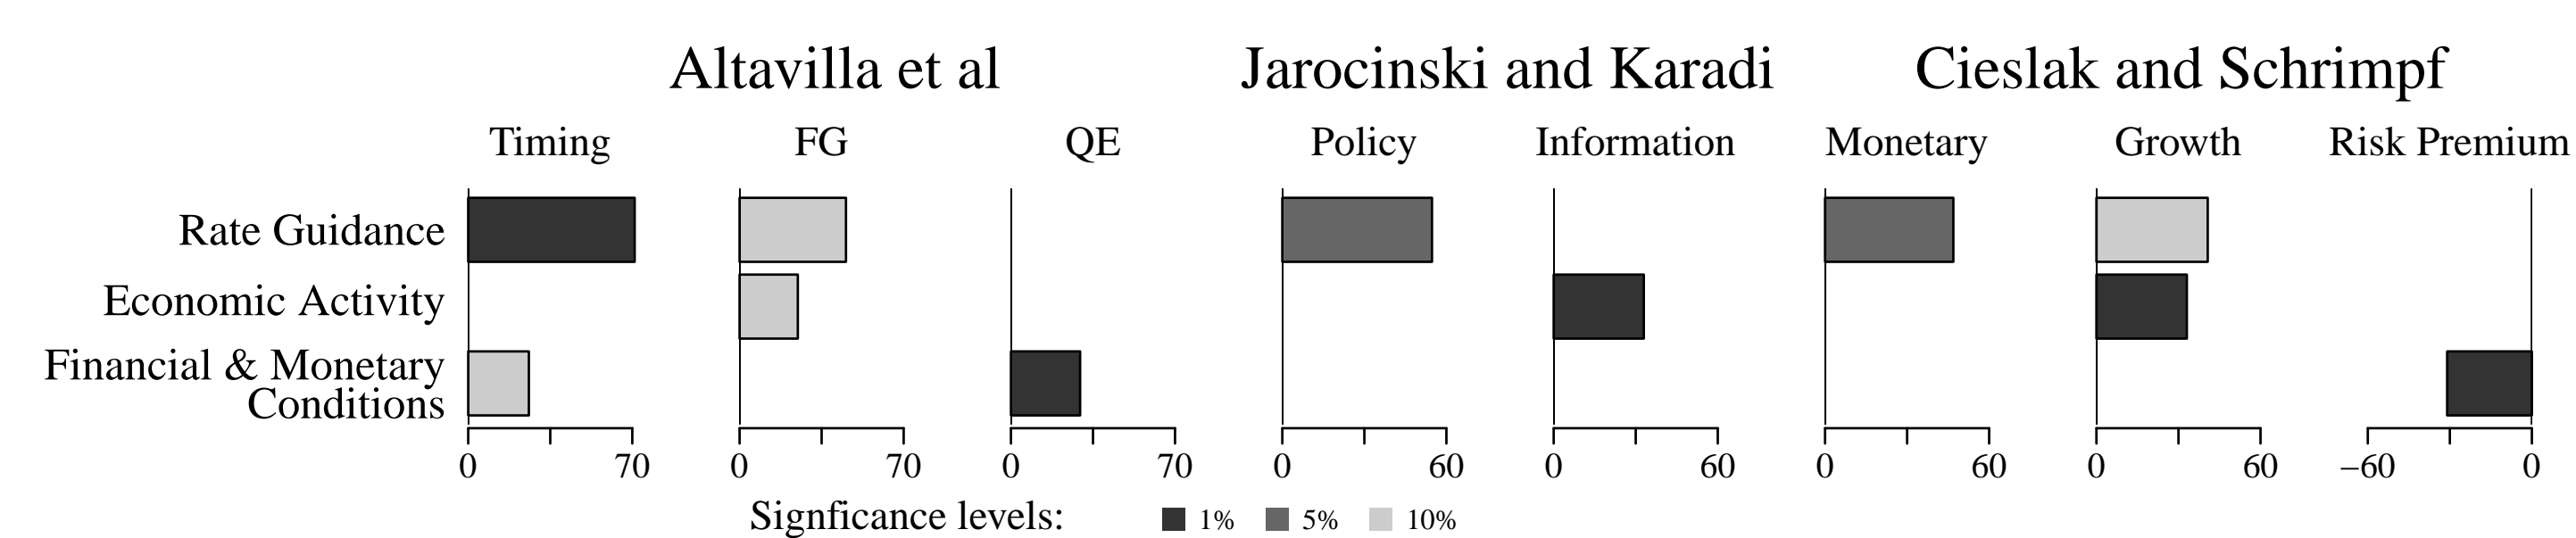 Altavilla et al Jarocinski and Karadi Cieslak and Schrimpf
Timing FG QE Policy Information Monetary Growth Risk Premium
Rate Guidance
Economic Activity
Financial & Monetary
Conditions
0 70 0 70 0 70 0 60 0 60 0 60 0 60 −60 0
Signficance levels: 1% 5% 10%